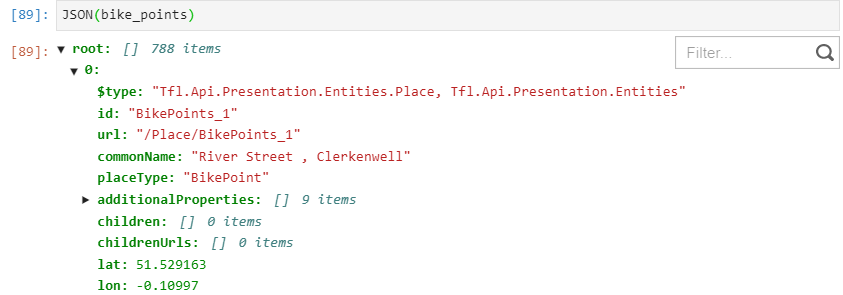 [89]: JSON(bike_points)
[89]: ▼ root: [] 788 items
Filter...
▼ 0:
$type: "Tfl.Api.Presentation.Entities.Place, Tfl.Api.Presentation.Entities"
id: "BikePoints_1"
url: "/Place/BikePoints_1"
commonName: "River Street , Clerkenwell"
placeType: "BikePoint"
▶ additionalProperties: [] 9 items
children: [] 0 items
childrenUrls: [] 0 items
lat: 51.529163
lon: -0.10997